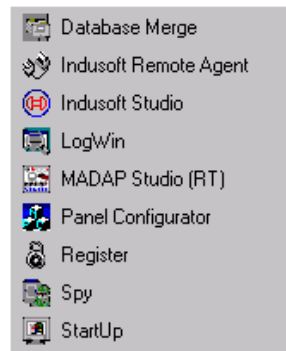 Database Merge
Indusoft Remote Agent
Indusoft Studio
LogWin
MADAP Studio (RT)
Panel Configurator
Register
Spy
StartUp